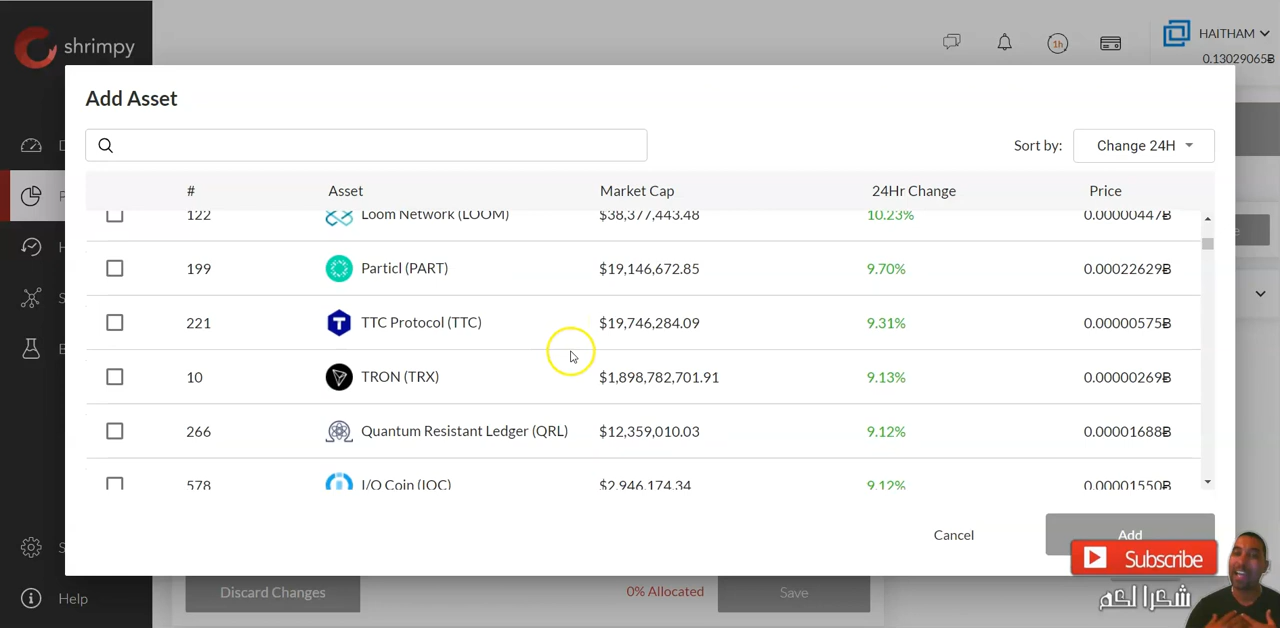 shrimpy
1h
HAITHAM
0.13029065Ƀ
Add Asset
Sort by: Change 24H
# Asset Market Cap 24Hr Change Price
122 Loom Network (LOOM) $38,377,443.48 10.23% 0.00000447Ƀ
199 Particl (PART) $19,146,672.85 9.70% 0.00022629Ƀ
221 TTC Protocol (TTC) $19,746,284.09 9.31% 0.00000575Ƀ
10 TRON (TRX) $1,898,782,701.91 9.13% 0.00000269Ƀ
266 Quantum Resistant Ledger (QRL) $12,359,010.03 9.12% 0.00001688Ƀ
578 I/O Coin (IOC) $2,946,174.34 9.12% 0.00001550Ƀ
Cancel Add
Subscribe
شكرا لكم
Discard Changes 0% Allocated Save
Help